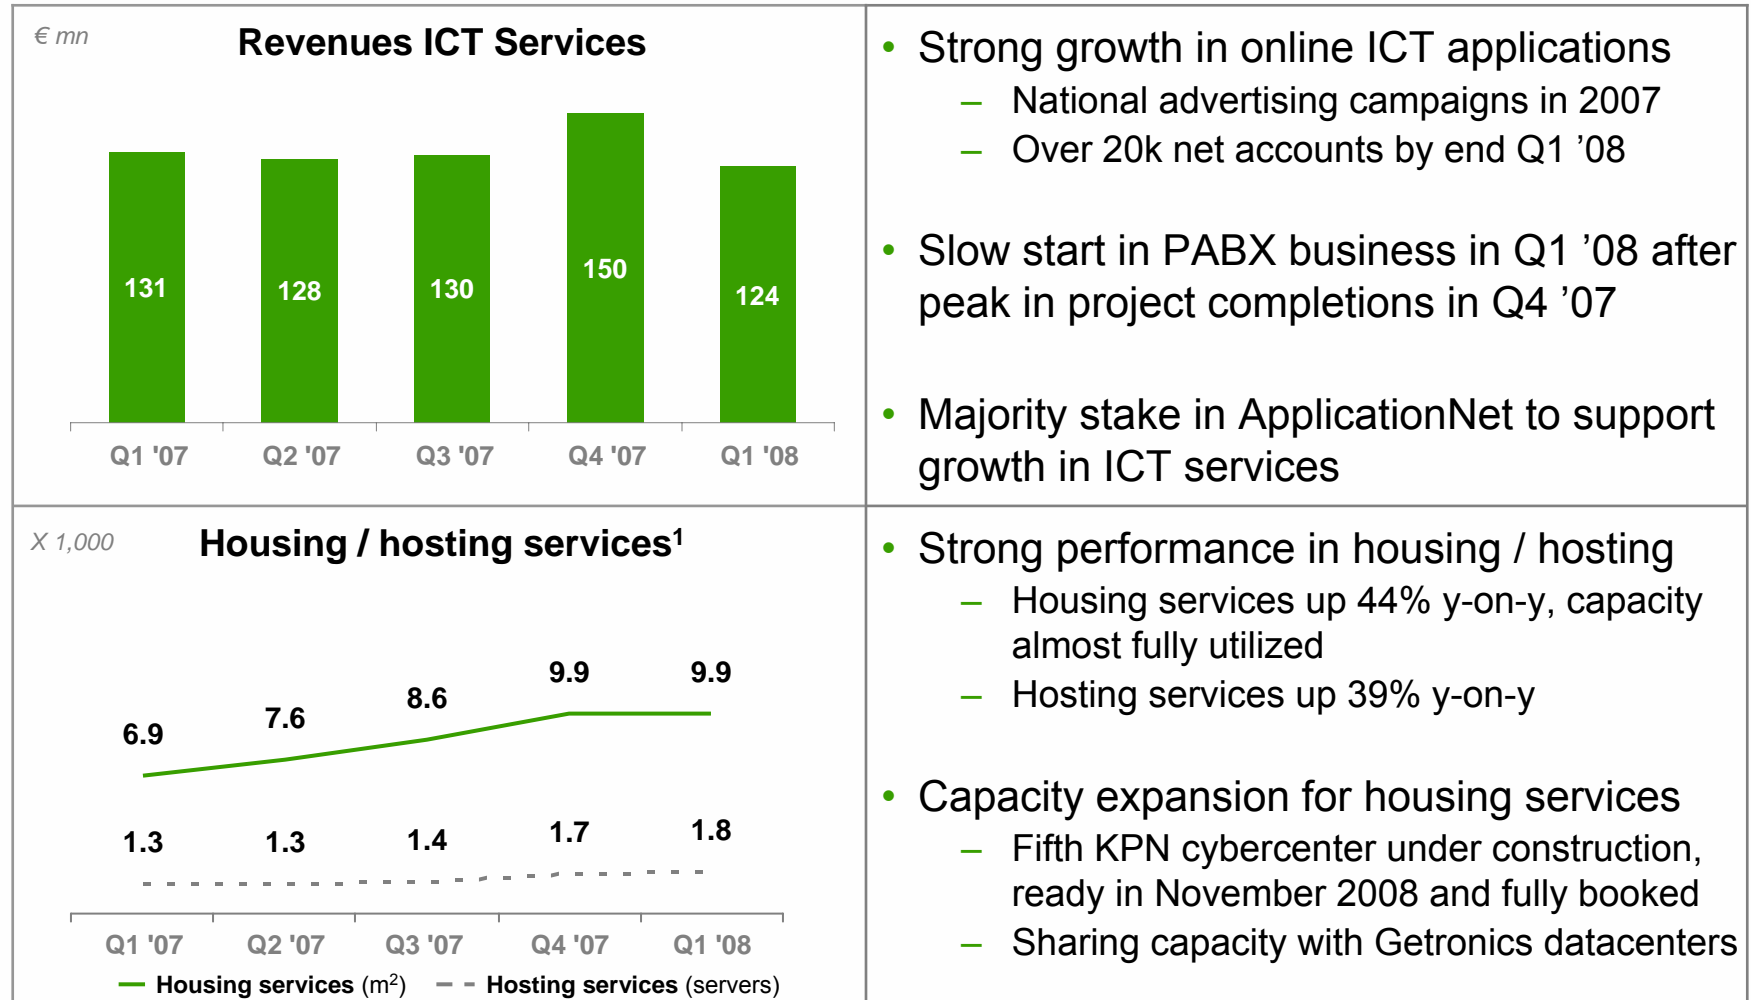 € mn
Revenues ICT Services
131
128
130
150
124
Q1 '07
Q2 '07
Q3 '07
Q4 '07
Q1 '08
• Strong growth in online ICT applications
– National advertising campaigns in 2007
– Over 20k net accounts by end Q1 ’08
• Slow start in PABX business in Q1 ’08 after
peak in project completions in Q4 ’07
• Majority stake in ApplicationNet to support
growth in ICT services
X 1,000
Housing / hosting services¹
6.9
7.6
8.6
9.9
9.9
1.3
1.3
1.4
1.7
1.8
Q1 '07
Q2 '07
Q3 '07
Q4 '07
Q1 '08
Housing services (m²)
Hosting services (servers)
• Strong performance in housing / hosting
– Housing services up 44% y-on-y, capacity
almost fully utilized
– Hosting services up 39% y-on-y
• Capacity expansion for housing services
– Fifth KPN cybercenter under construction,
ready in November 2008 and fully booked
– Sharing capacity with Getronics datacenters